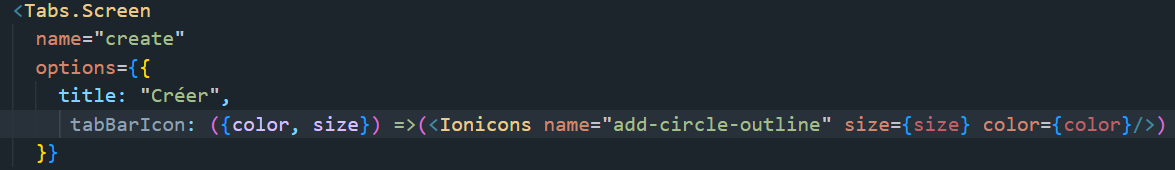 <Tabs.Screen
name="create"
options={{
title: "Créer",
tabBarIcon: ({color, size}) =>(<Ionicons name="add-circle-outline" size={size} color={color}/>)
}}